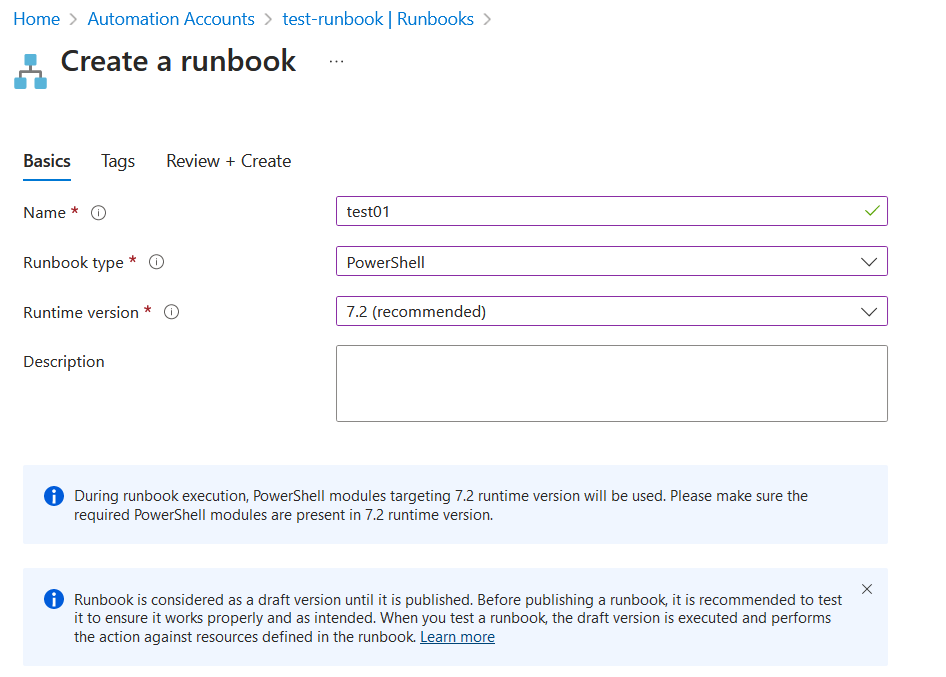 Home > Automation Accounts > test-runbook | Runbooks >
Create a runbook ...
Basics Tags Review + Create
Name *
test01
Runbook type *
PowerShell
Runtime version *
7.2 (recommended)
Description
During runbook execution, PowerShell modules targeting 7.2 runtime version will be used. Please make sure the
required PowerShell modules are present in 7.2 runtime version.
Runbook is considered as a draft version until it is published. Before publishing a runbook, it is recommended to test
it to ensure it works properly and as intended. When you test a runbook, the draft version is executed and performs
the action against resources defined in the runbook. Learn more